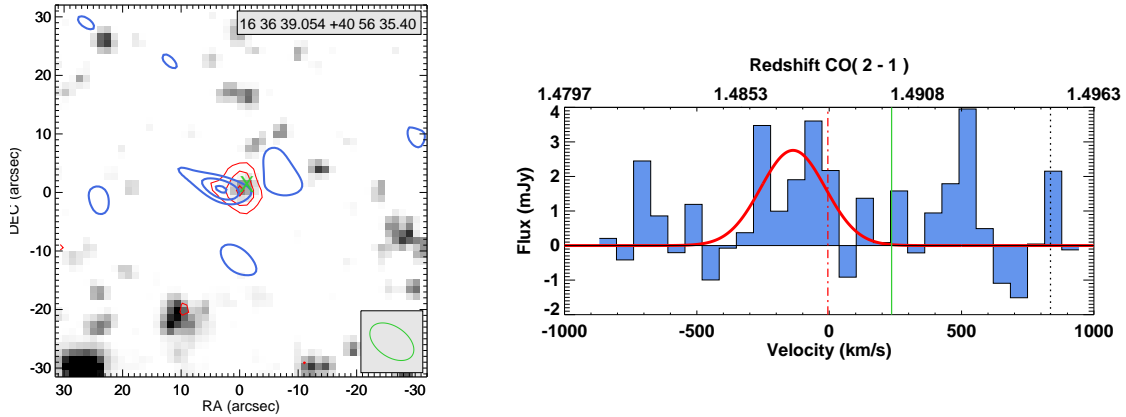 16 36 39.054 +40 56 35.40
30
20
10
0
-10
-20
-30
DEC (arcsec)
30 20 10 0 -10 -20 -30
RA (arcsec)
Redshift CO( 2 - 1 )
1.4797 1.4853 1.4908 1.4963
4
3
2
1
0
-1
-2
Flux (mJy)
-1000 -500 0 500 1000
Velocity (km/s)